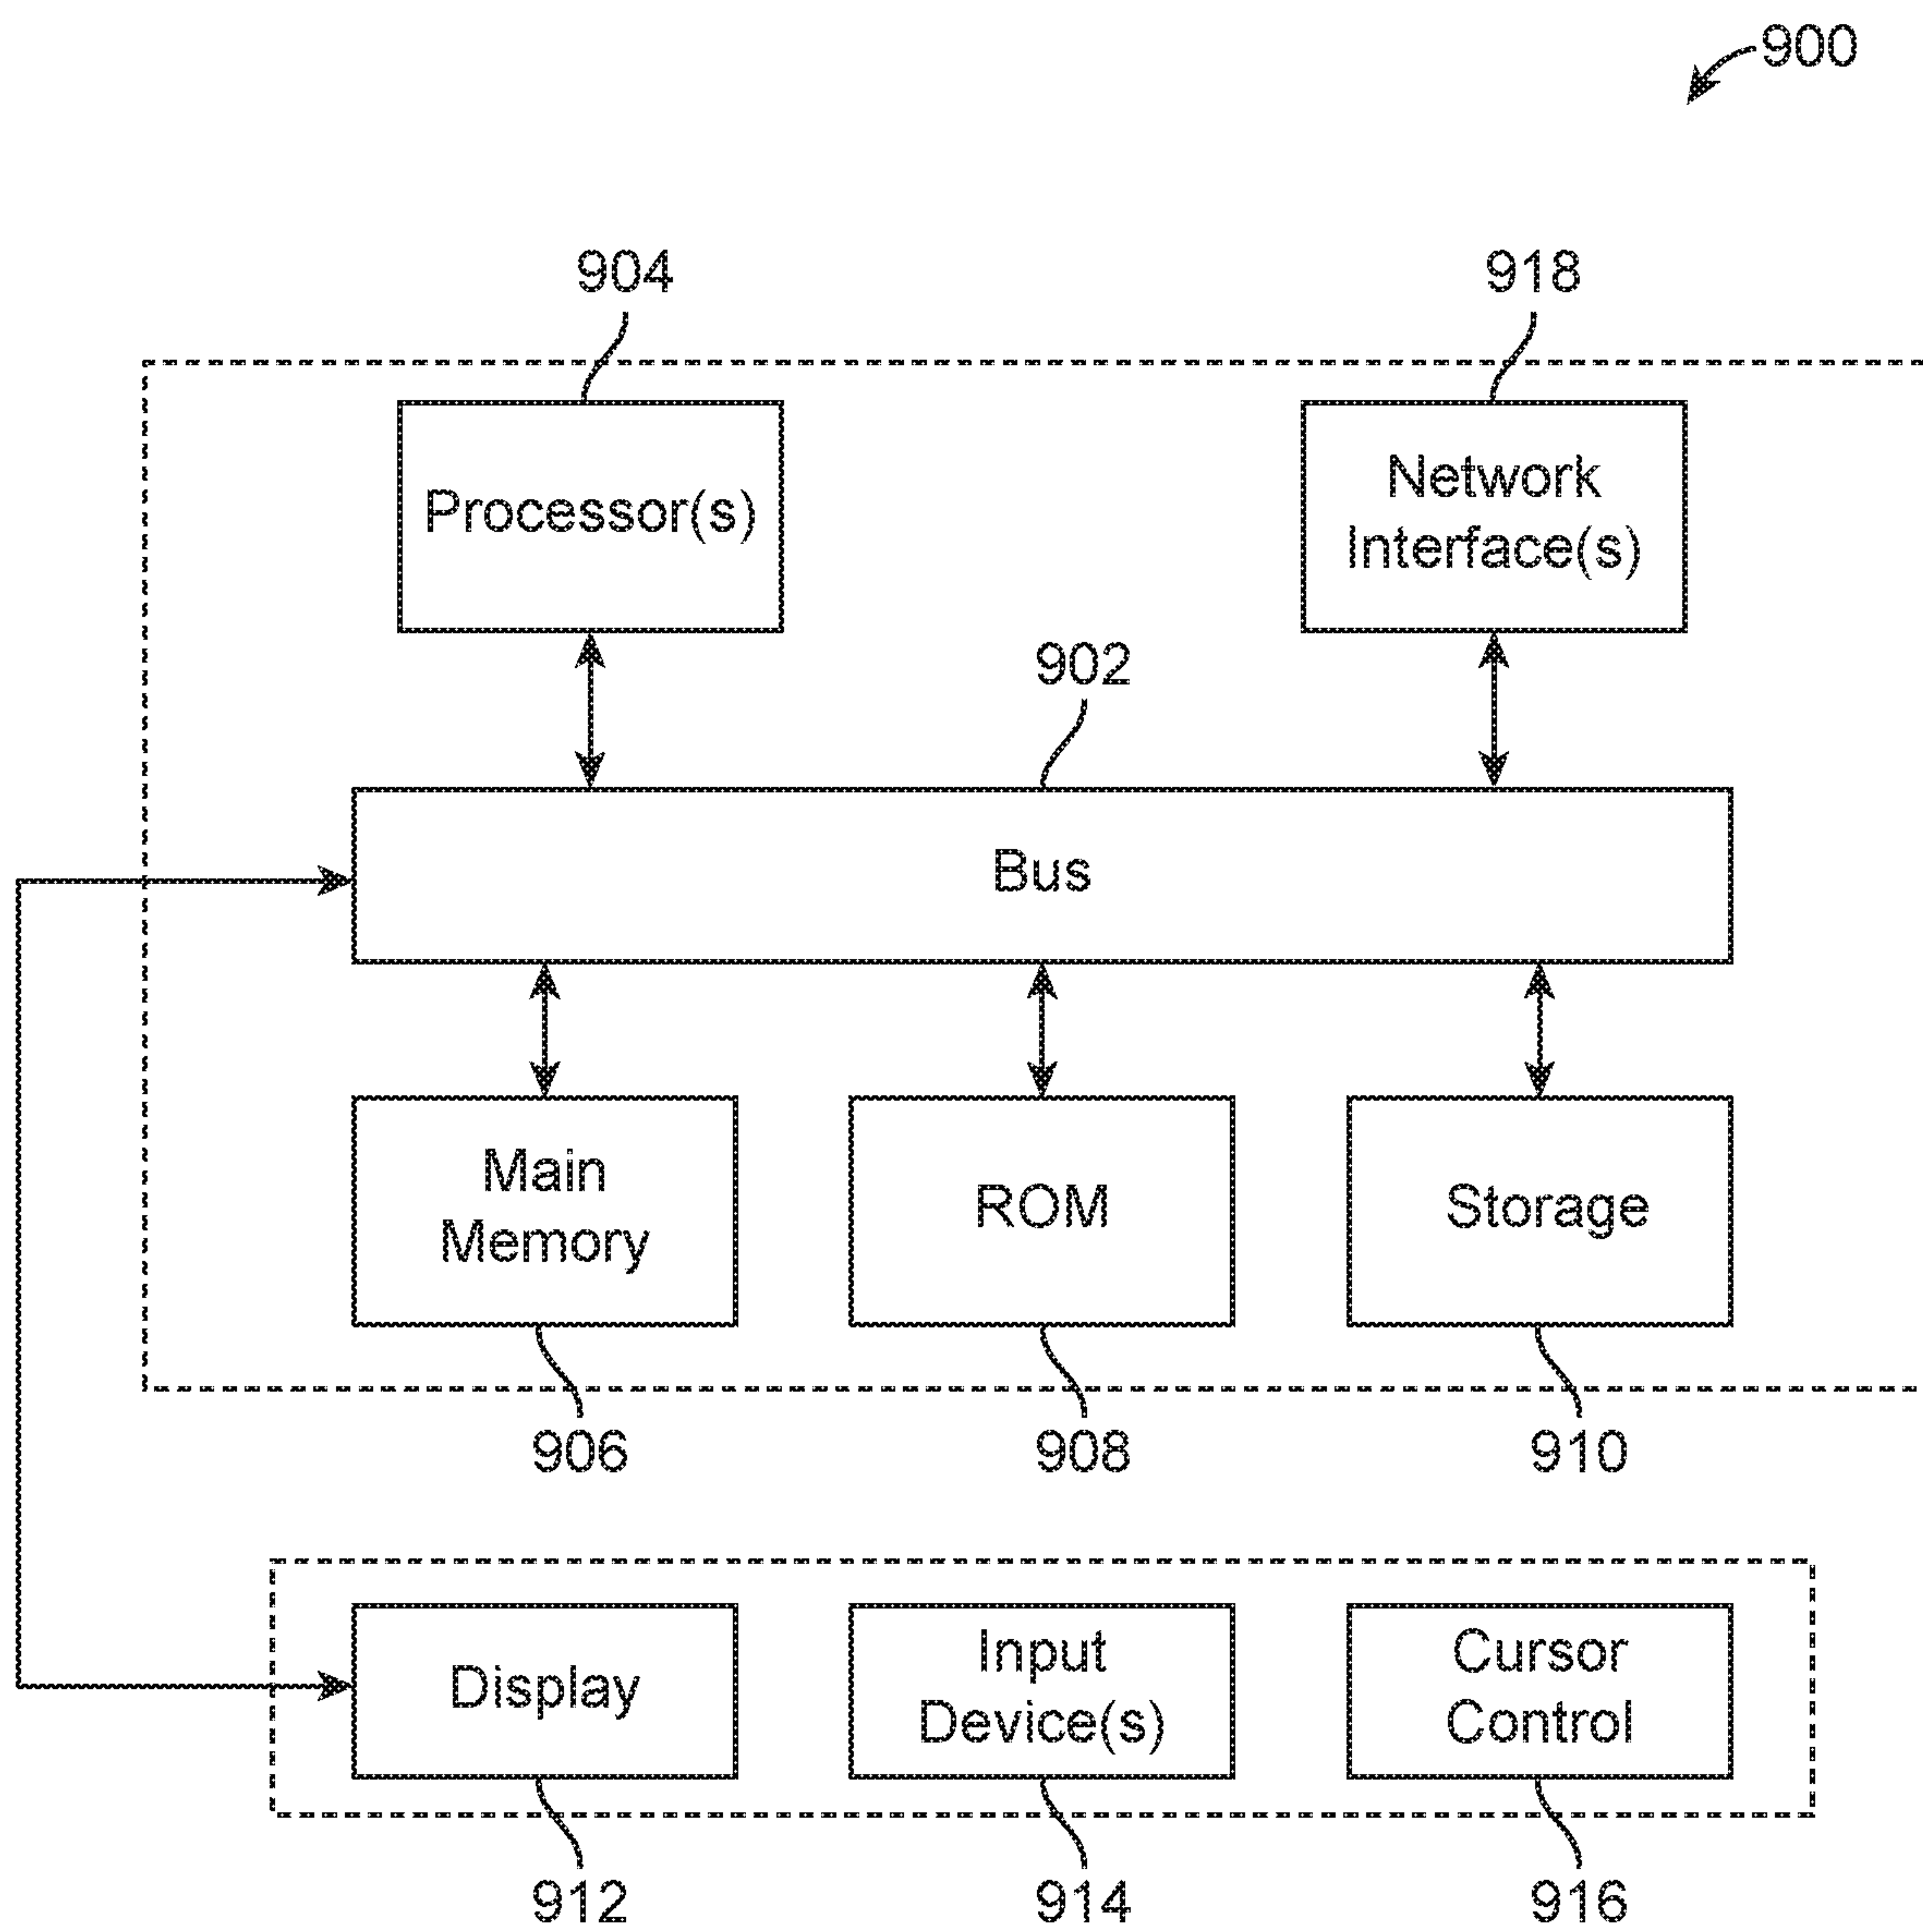 900
904
918
Processor(s)
Network
Interface(s)
902
Bus
Main
Memory
ROM
Storage
906
908
910
Display
Input
Device(s)
Cursor
Control
912
914
916